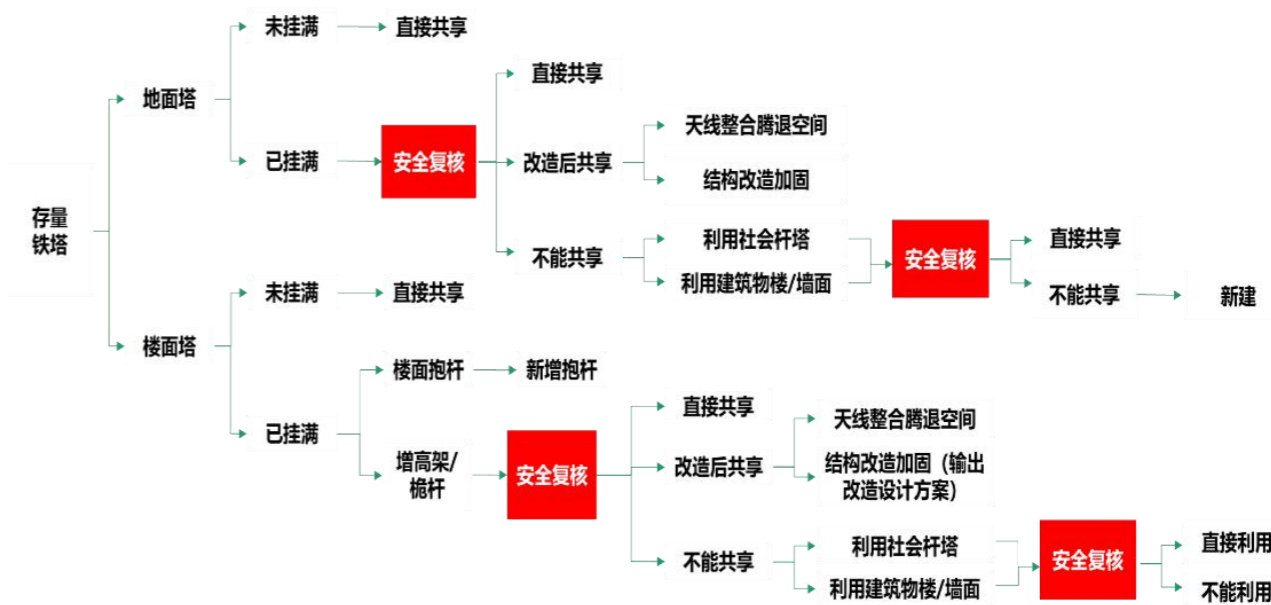 未挂满
直接共享
地面塔
已挂满
安全复核
直接共享
改造后共享
天线整合腾退空间
结构改造加固
不能共享
利用社会杆塔
利用建筑物楼/墙面
安全复核
直接共享
不能共享
新建
存量
铁塔
楼面塔
未挂满
直接共享
已挂满
楼面抱杆
新增抱杆
增高架/
桅杆
安全复核
直接共享
改造后共享
天线整合腾退空间
结构改造加固（输出
改造设计方案）
不能共享
利用社会杆塔
利用建筑物楼/墙面
安全复核
直接利用
不能利用